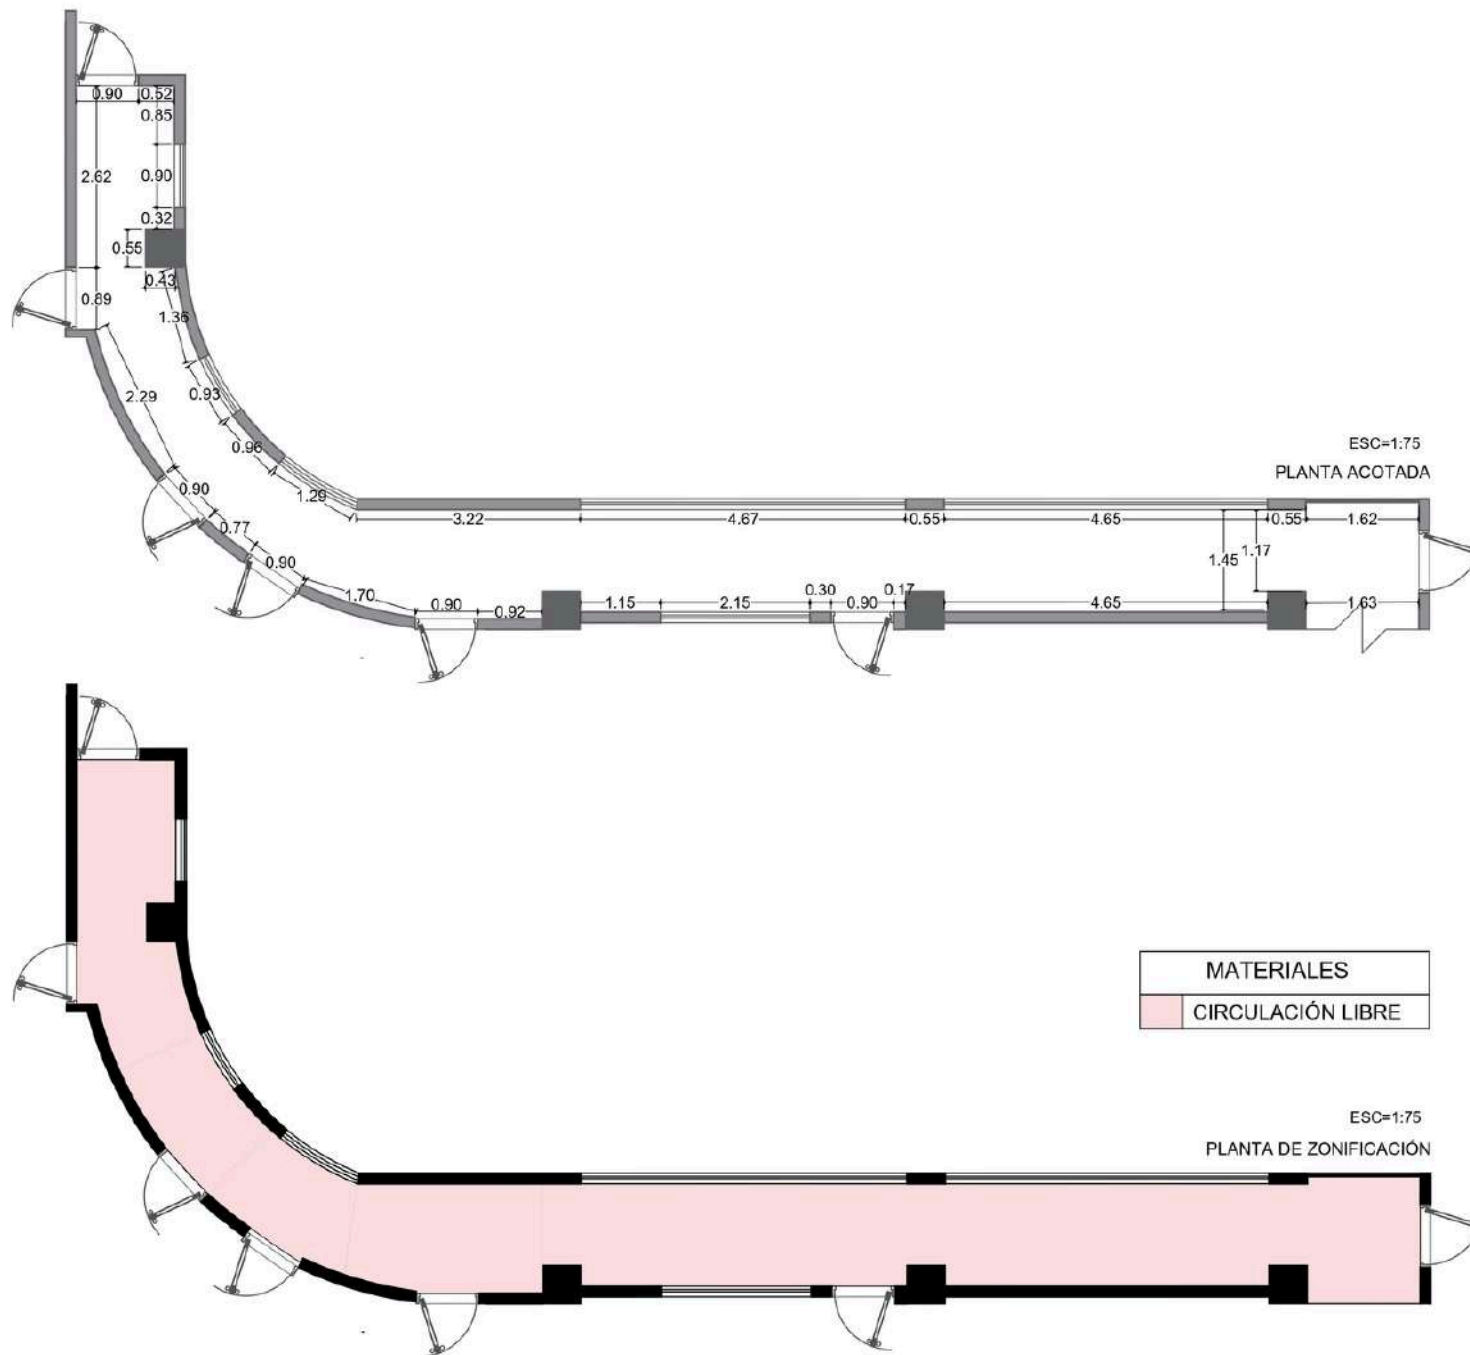 0.90 0.52
0.85
2.62 0.90
0.32
0.55
0.43
0.89
1.36
2.29 0.93
0.96
ESC=1:75
PLANTA ACOTADA
0.90 1.29
3.22 4.67 0.55 4.65 0.55 1.62
0.77
1.45 1.17
0.90
1.70 0.90 0.92 1.15 2.15 0.30 0.90 0.17 4.65 1.63
MATERIALES
CIRCULACIÓN LIBRE
ESC=1:75
PLANTA DE ZONIFICACIÓN